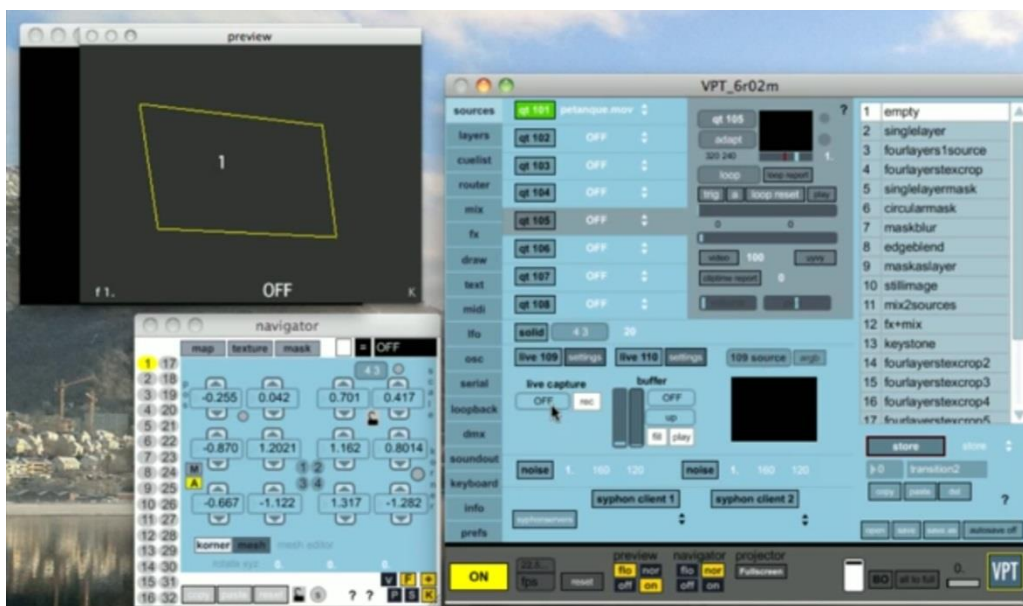 preview
1
f 1.
OFF
K
navigator
map texture mask = OFF
4 3
1 17
2 18
3 19
4 20
5 21
6 22
7 23
8 24
9 25
10 26
11 27
12 28
13 29
14 30
15 31
16 32
-0.255 0.042 0.701 0.417
-0.870 1.2021 1.162 0.8014
M
A
1 2
3 4
-0.667 -1.122 1.317 -1.282
korner mesh mesh editor
rotate xyz 0. 0. 0.
copy paste reset s ? ?
V F
P S K
VPT_6r02m
sources
layers
cuelist
router
mix
fx
draw
text
midi
lfo
osc
serial
loopback
dmx
soundout
keyboard
info
prefs
qt 101 petanque.mov
qt 102 OFF
qt 103 OFF
qt 104 OFF
qt 105 OFF
qt 106 OFF
qt 107 OFF
qt 108 OFF
solid 4 3 20
live 109 settings live 110 settings 109 source argb
live capture
OFF rec
buffer
OFF
up
fill play
noise 1. 160 120 noise 1. 160 120
syphon client 1 syphon client 2
syphonservers
qt 105
adapt
320 240
1.
?
loop loop report
trig a loop reset play
0 0
video 100 uyvy
cliptime report 0
1 empty
2 singlelayer
3 fourlayers1source
4 fourlayerstexcrop
5 singlelayermask
6 circularmask
7 maskblur
8 edgeblend
9 maskaslayer
10 stillimage
11 mix2sources
12 fx+mix
13 keystone
14 fourlayerstexcrop2
15 fourlayerstexcrop3
16 fourlayerstexcrop4
17 fourlayerstexcrop5
store store
transition2
copy paste del
?
open save save as autosave off
ON
fps
reset
preview
flo nor
off on
navigator
flo nor
off on
projector
Fullscreen
BO all to full 0. VPT